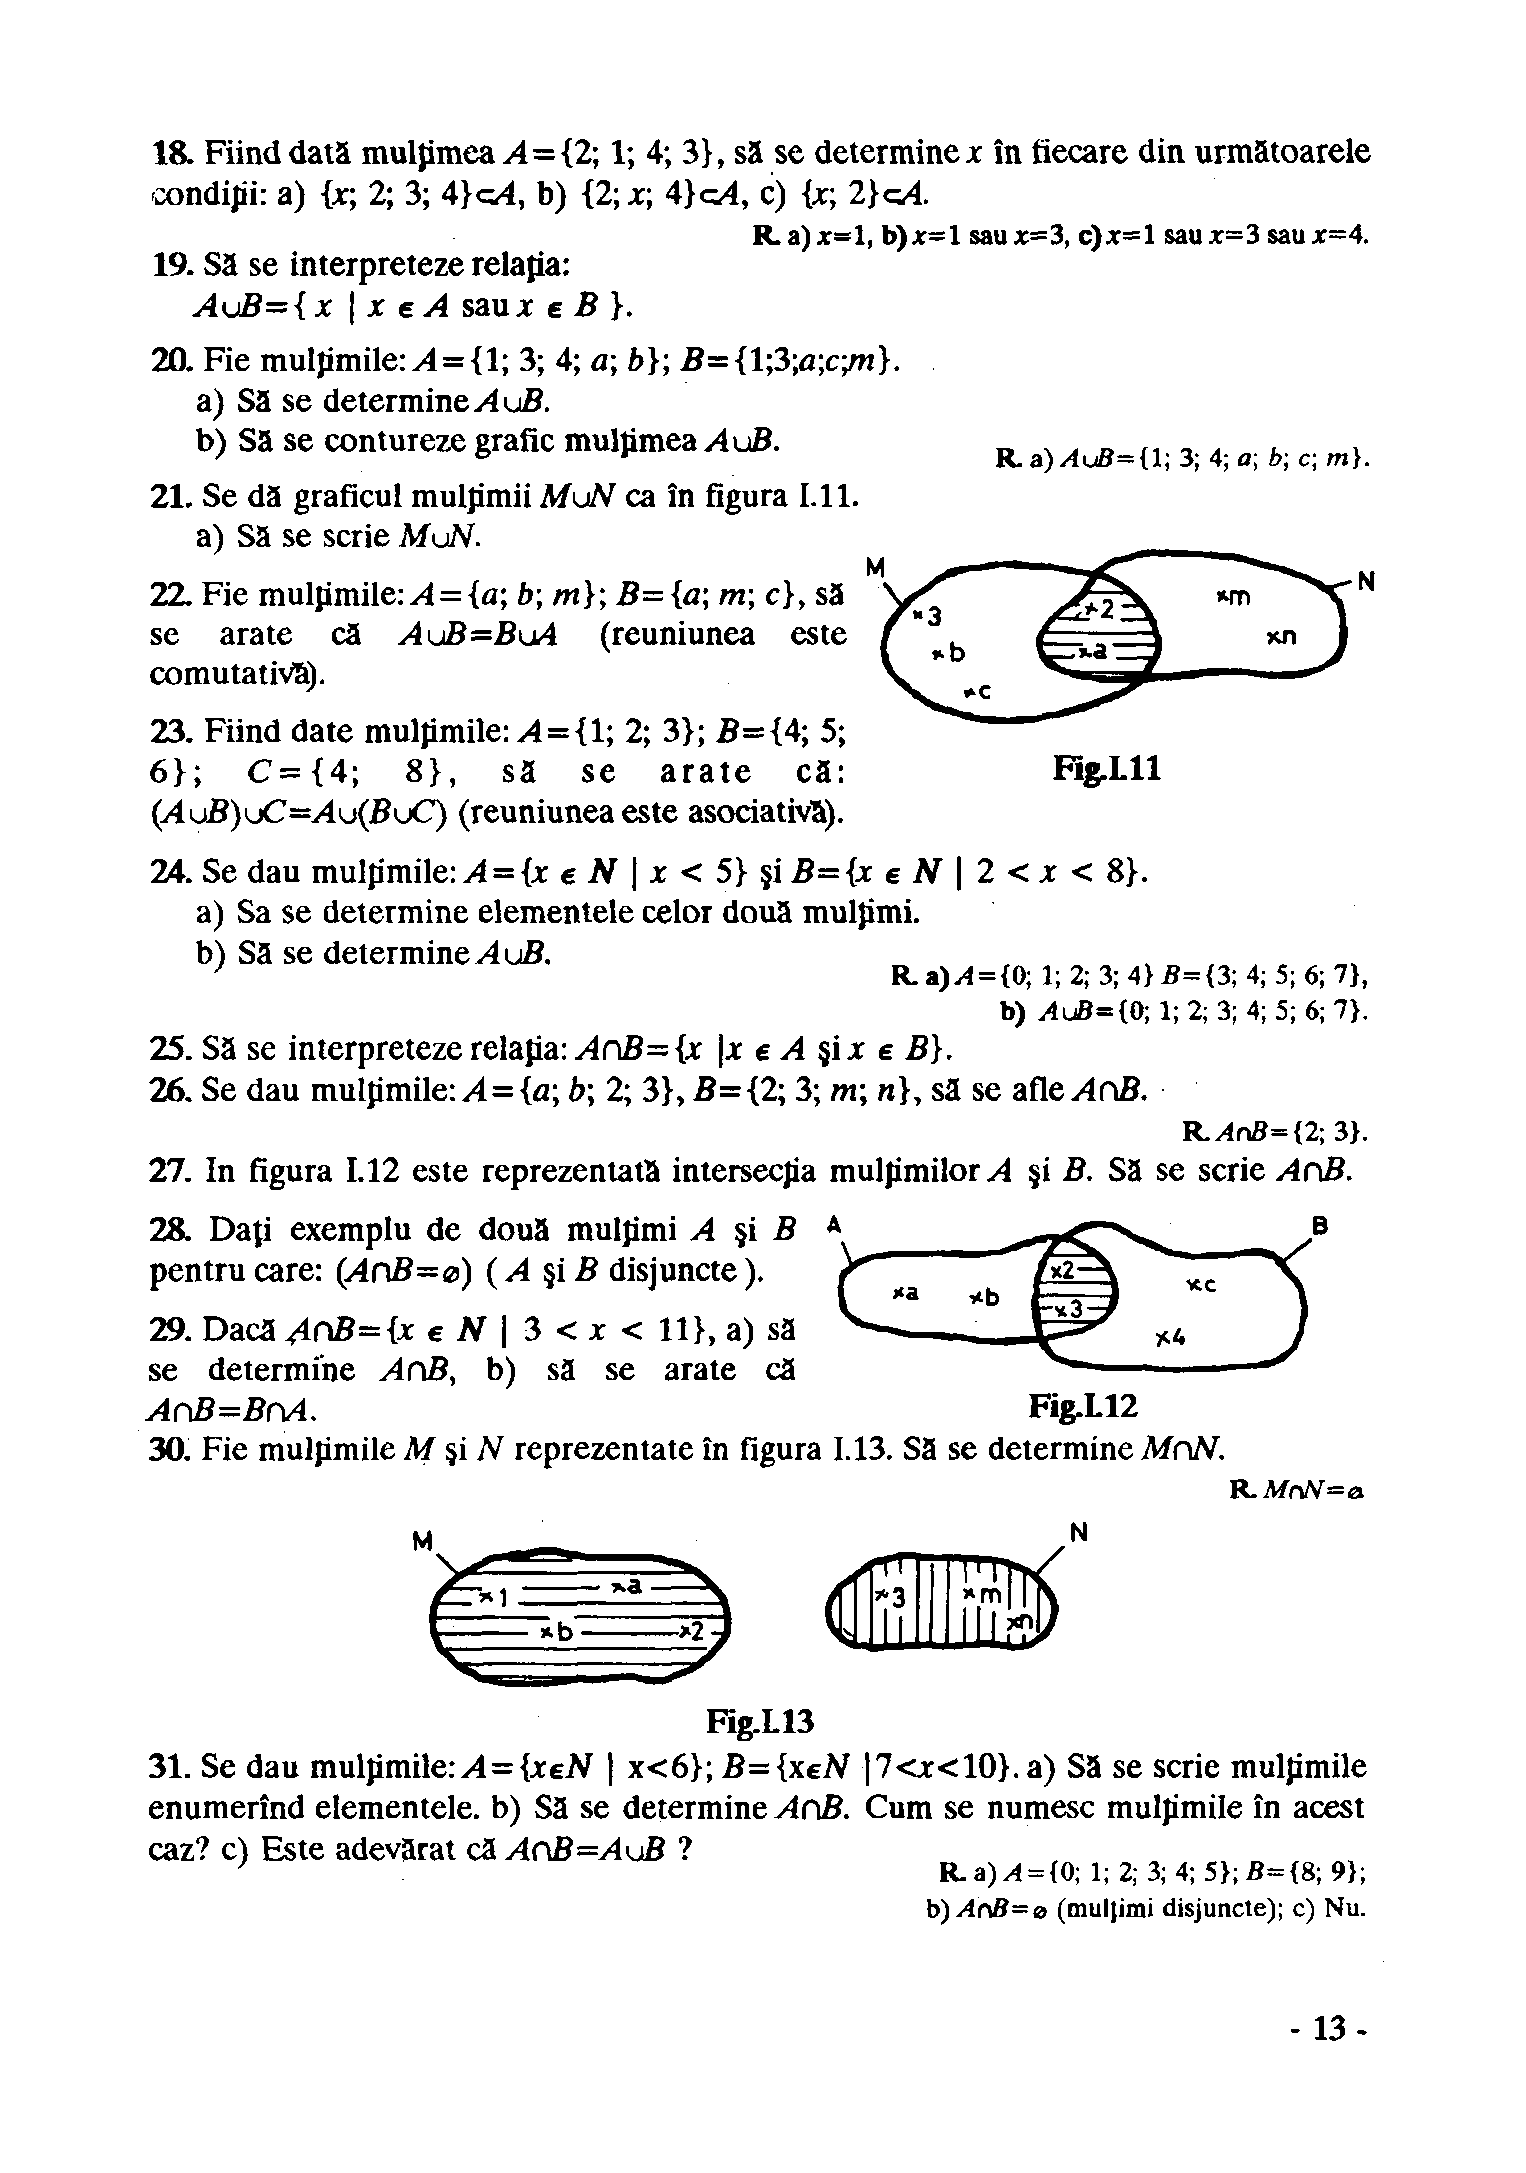 18. Fiind dată mulţimea A={2; 1; 4; 3}, să se determine x în fiecare din următoarele
condiţii: a) {x; 2; 3; 4}⊂A, b) {2; x; 4}⊂A, c) {x; 2}⊂A.
R. a) x=1, b) x=1 sau x=3, c) x=1 sau x=3 sau x=4.
19. Să se interpreteze relaţia:
A∪B={ x | x ϵ A sau x ϵ B }.
20. Fie mulţimile: A={1; 3; 4; a; b}; B={1;3;a;c;m}.
a) Să se determine A∪B.
b) Să se contureze grafic mulţimea A∪B.
R. a) A∪B={1; 3; 4; a; b; c; m}.
21. Se dă graficul mulţimii M∪N ca în figura I.11.
a) Să se scrie M∪N.
22. Fie mulţimile: A={a; b; m}; B={a; m; c}, să
se arate că A∪B=B∪A (reuniunea este
comutativă).
23. Fiind date mulţimile: A={1; 2; 3}; B={4; 5;
6}; C={4; 8}, să se arate că:
(A∪B)∪C=A∪(B∪C) (reuniunea este asociativă).
M
N
×3
×b
×c
×2
×a
×m
×n
Fig.I.11
24. Se dau mulţimile: A={x ϵ N | x < 5} şi B={x ϵ N | 2 < x < 8}.
a) Sa se determine elementele celor două mulţimi.
b) Să se determine A∪B.
R. a) A={0; 1; 2; 3; 4} B={3; 4; 5; 6; 7},
b) A∪B={0; 1; 2; 3; 4; 5; 6; 7}.
25. Să se interpreteze relaţia: A∩B={x |x ϵ A şi x ϵ B}.
26. Se dau mulţimile: A={a; b; 2; 3}, B={2; 3; m; n}, să se afle A∩B.
R. A∩B={2; 3}.
27. In figura I.12 este reprezentată intersecţia mulţimilor A şi B. Să se scrie A∩B.
28. Daţi exemplu de două mulţimi A şi B
pentru care: (A∩B=ø) ( A şi B disjuncte ).
29. Dacă A∩B={x ϵ N | 3 < x < 11}, a) să
se determine A∩B, b) să se arate că
A∩B=B∩A.
A
B
×a
×b
×2
×3
×c
×4
Fig.I.12
30. Fie mulţimile M şi N reprezentate în figura I.13. Să se determine M∩N.
R. M∩N=ø
M
N
×1
×a
×b
×2
×3
×m
×n
Fig.I.13
31. Se dau mulţimile: A={xϵN | x<6}; B={xϵN |7<x<10}. a) Să se scrie mulţimile
enumerînd elementele. b) Să se determine A∩B. Cum se numesc mulţimile în acest
caz? c) Este adevărat că A∩B=A∪B ?
R. a) A={0; 1; 2; 3; 4; 5}; B={8; 9};
b) A∩B=ø (mulţimi disjuncte); c) Nu.
- 13 -